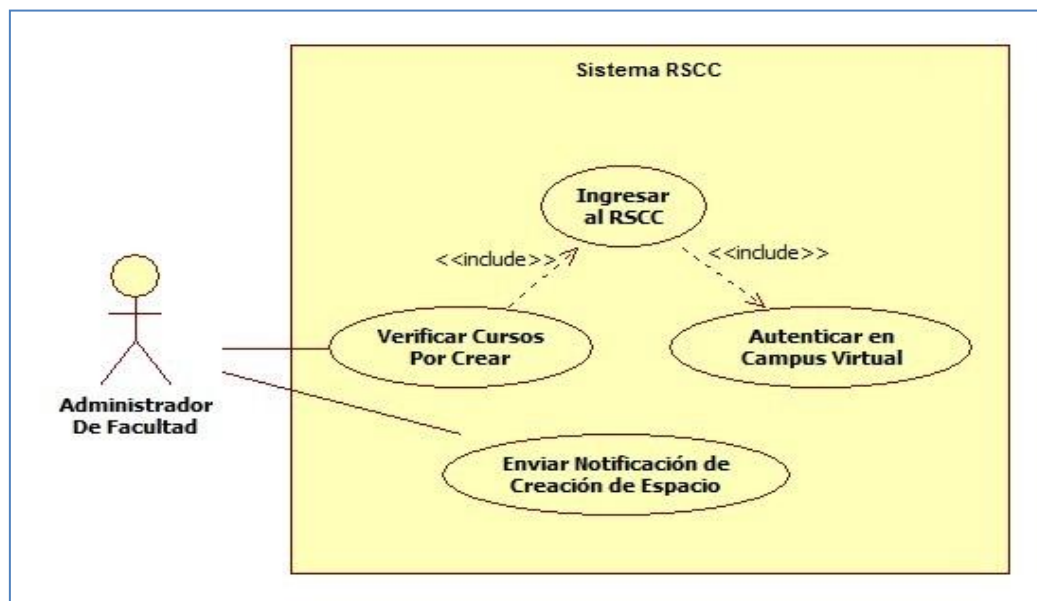 Sistema RSCC
Ingresar
al RSCC
<<include>>
<<include>>
Verificar Cursos
Por Crear
Autenticar en
Campus Virtual
Administrador
De Facultad
Enviar Notificación de
Creación de Espacio